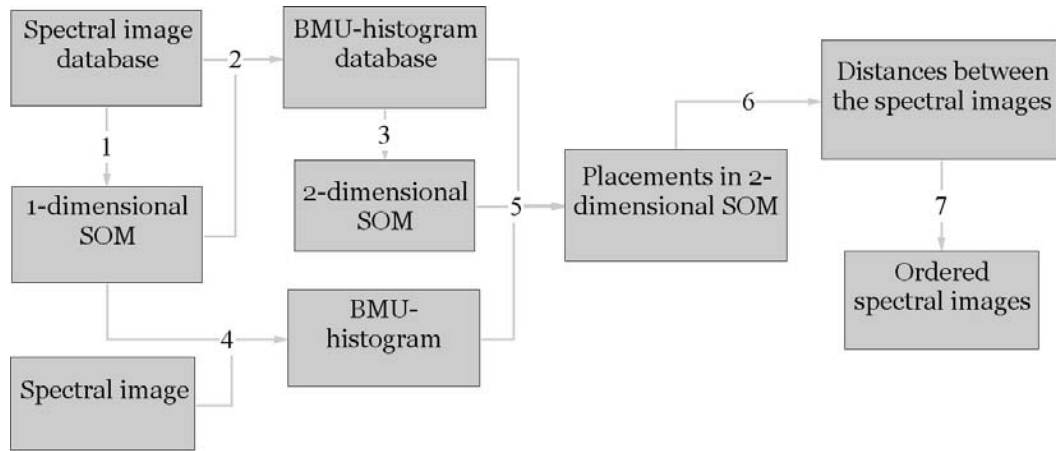 Spectral image
database
2
BMU-histogram
database
1
3
1-dimensional
SOM
2-dimensional
SOM
5
4
BMU-
histogram
Spectral image
Placements in 2-
dimensional SOM
6
Distances between
the spectral images
7
Ordered
spectral images